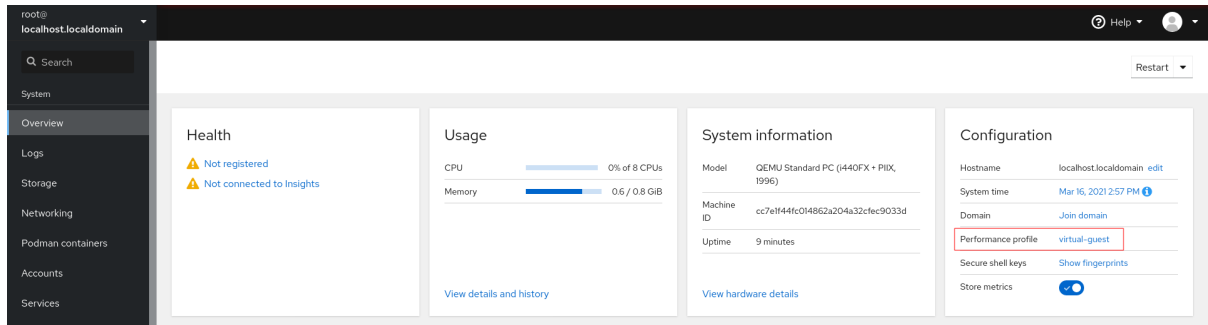 root@
localhost.localdomain
Help
Search
Restart
System
Overview
Logs
Storage
Networking
Podman containers
Accounts
Services
Health
Not registered
Not connected to Insights
Usage
CPU 0% of 8 CPUs
Memory 0.6 / 0.8 GiB
View details and history
System information
Model QEMU Standard PC (i440FX + PIIX,
1996)
Machine
ID cc7e1f44fc014862a204a32cfec9033d
Uptime 9 minutes
View hardware details
Configuration
Hostname localhost.localdomain edit
System time Mar 16, 2021 2:57 PM
Domain Join domain
Performance profile virtual-guest
Secure shell keys Show fingerprints
Store metrics